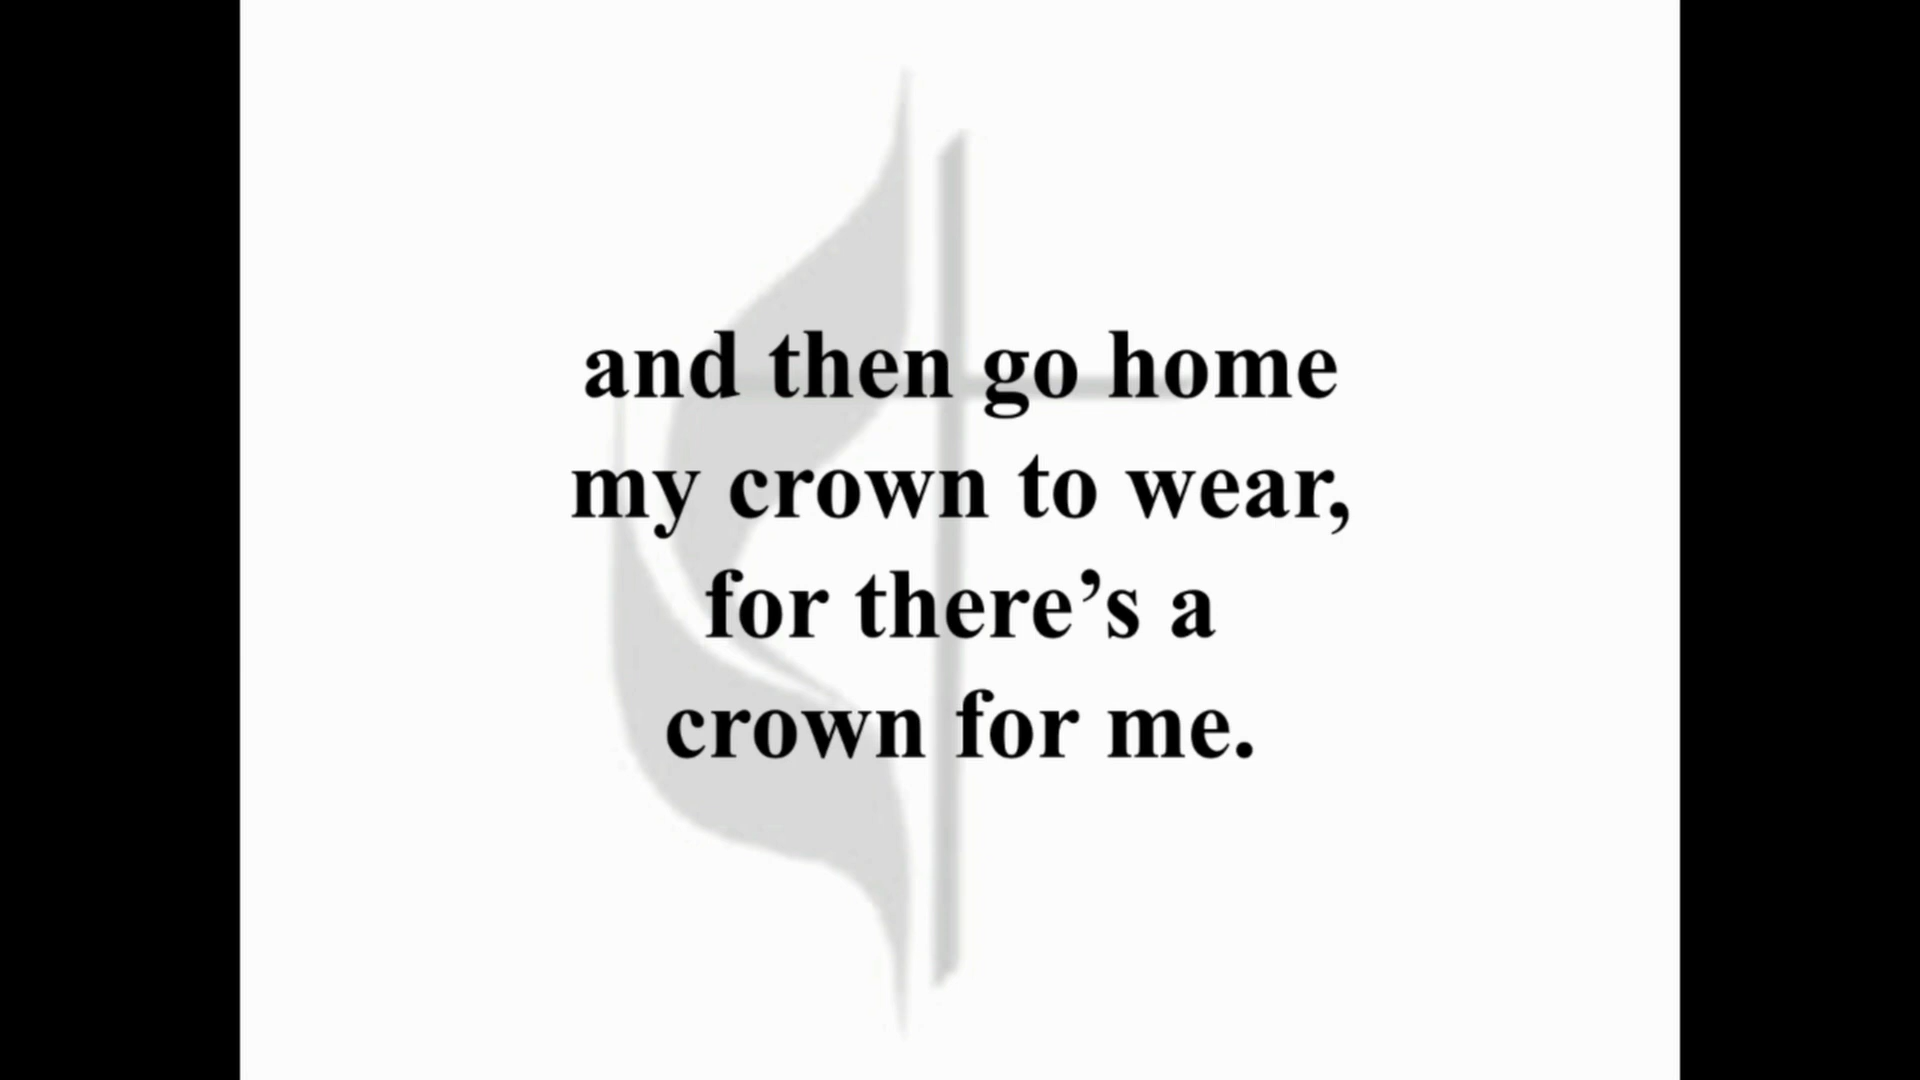 and then go home
my crown to wear,
for there’s a
crown for me.